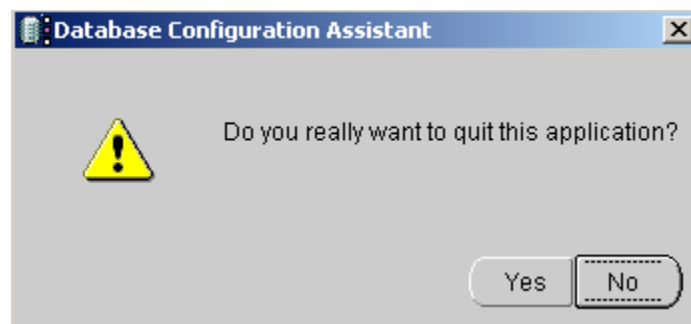 Database Configuration Assistant
Do you really want to quit this application?
Yes No